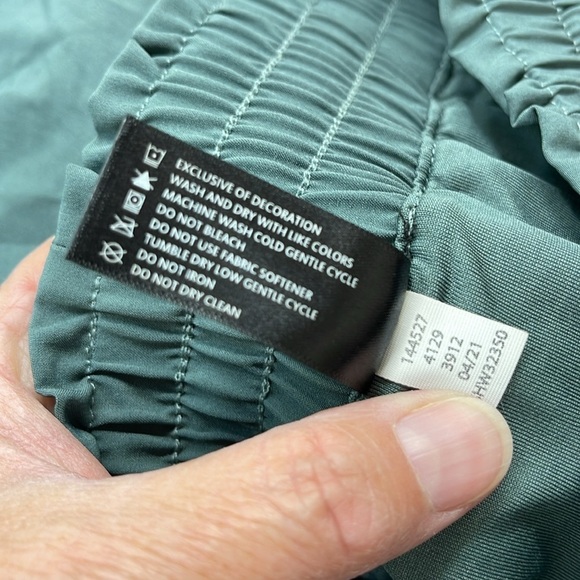 EXCLUSIVE OF DECORATION
WASH AND DRY WITH LIKE COLORS
MACHINE WASH COLD GENTLE CYCLE
DO NOT BLEACH
DO NOT USE FABRIC SOFTENER
TUMBLE DRY LOW GENTLE CYCLE
DO NOT IRON
DO NOT DRY CLEAN
144527
4129
3912
04/21
HW32350